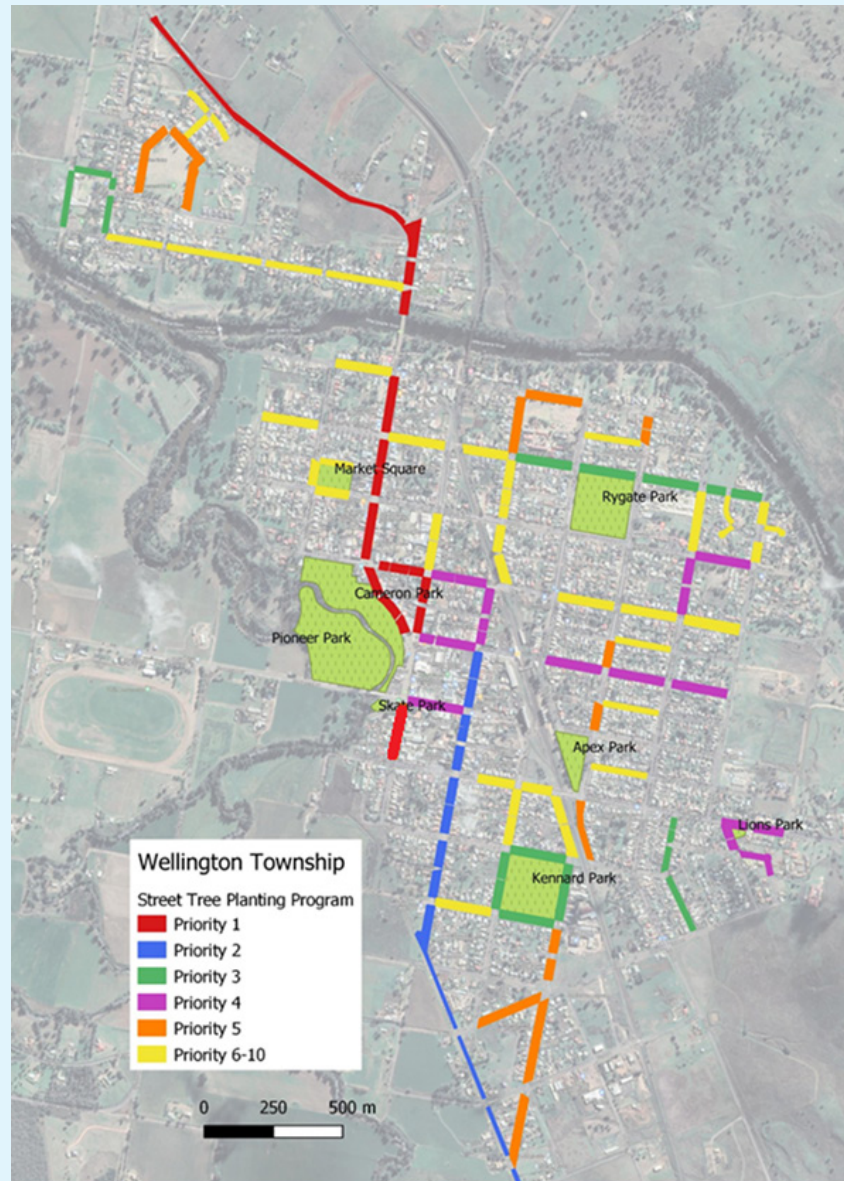 Market Square
Rygate Park
Cameron Park
Pioneer Park
Skate Park
Apex Park
Lions Park
Kennard Park
Wellington Township
Street Tree Planting Program
Priority 1
Priority 2
Priority 3
Priority 4
Priority 5
Priority 6-10
0 250 500 m